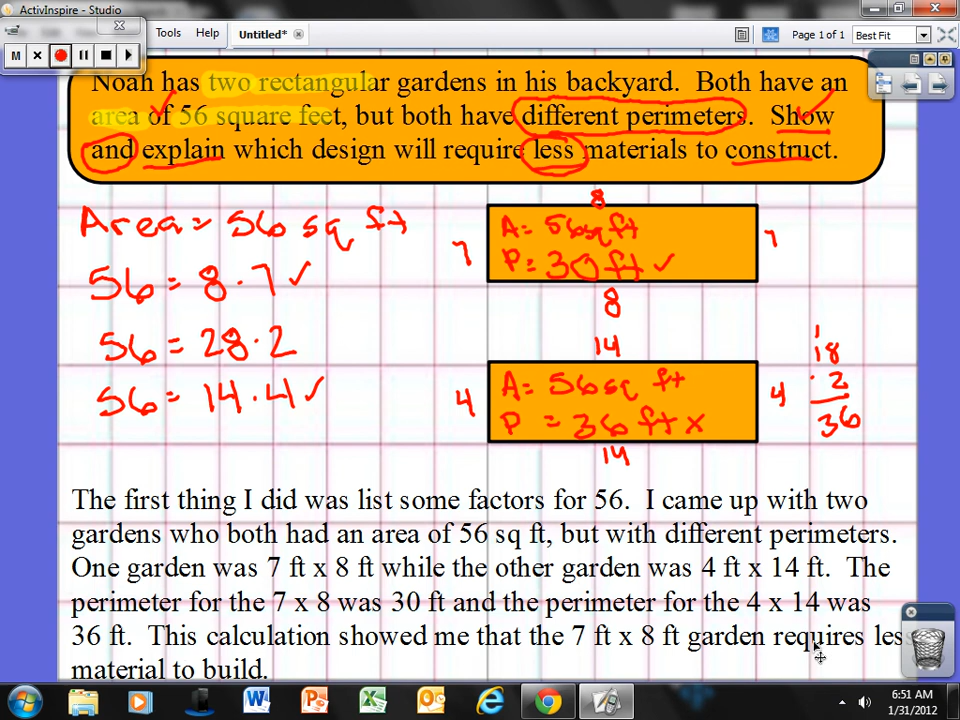 ActivInspire - Studio
M
Tools
Help
Untitled*
Page 1 of 1
Best Fit
Noah has two rectangular gardens in his backyard. Both have an
area of 56 square feet, but both have different perimeters. Show
and explain which design will require less materials to construct.
Area = 56 sq ft
56 = 8 · 7 ✓
56 = 28 · 2
56 = 14 · 4 ✓
8
7
A = 56 sq ft
P = 30 ft ✓
7
8
14
4
A = 56 sq ft
P = 36 ft x
4
14
1
18
· 2
36
The first thing I did was list some factors for 56. I came up with two
gardens who both had an area of 56 sq ft, but with different perimeters.
One garden was 7 ft x 8 ft while the other garden was 4 ft x 14 ft. The
perimeter for the 7 x 8 was 30 ft and the perimeter for the 4 x 14 was
36 ft. This calculation showed me that the 7 ft x 8 ft garden requires less
material to build.
6:51 AM
1/31/2012